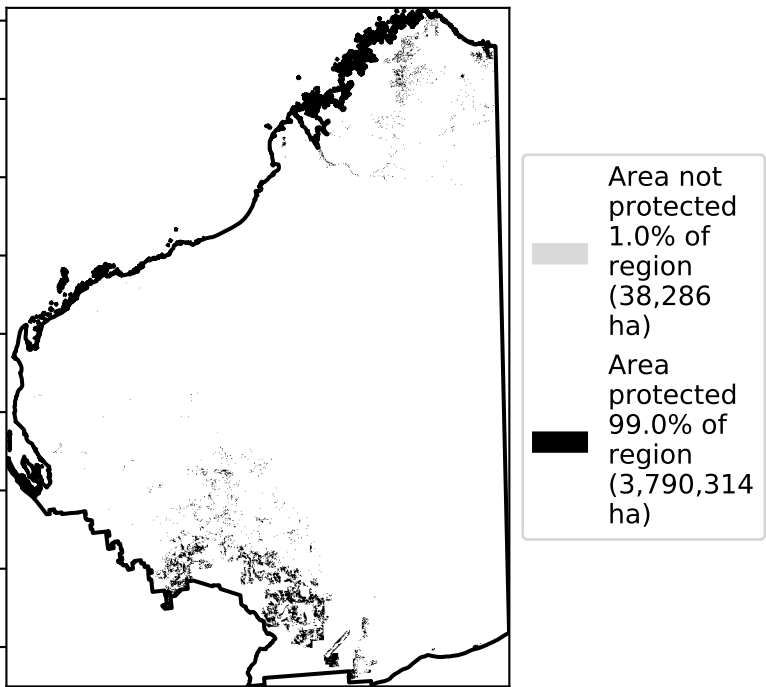 Area not
protected
1.0% of
region
(38,286
ha)
Area
protected
99.0% of
region
(3,790,314
ha)